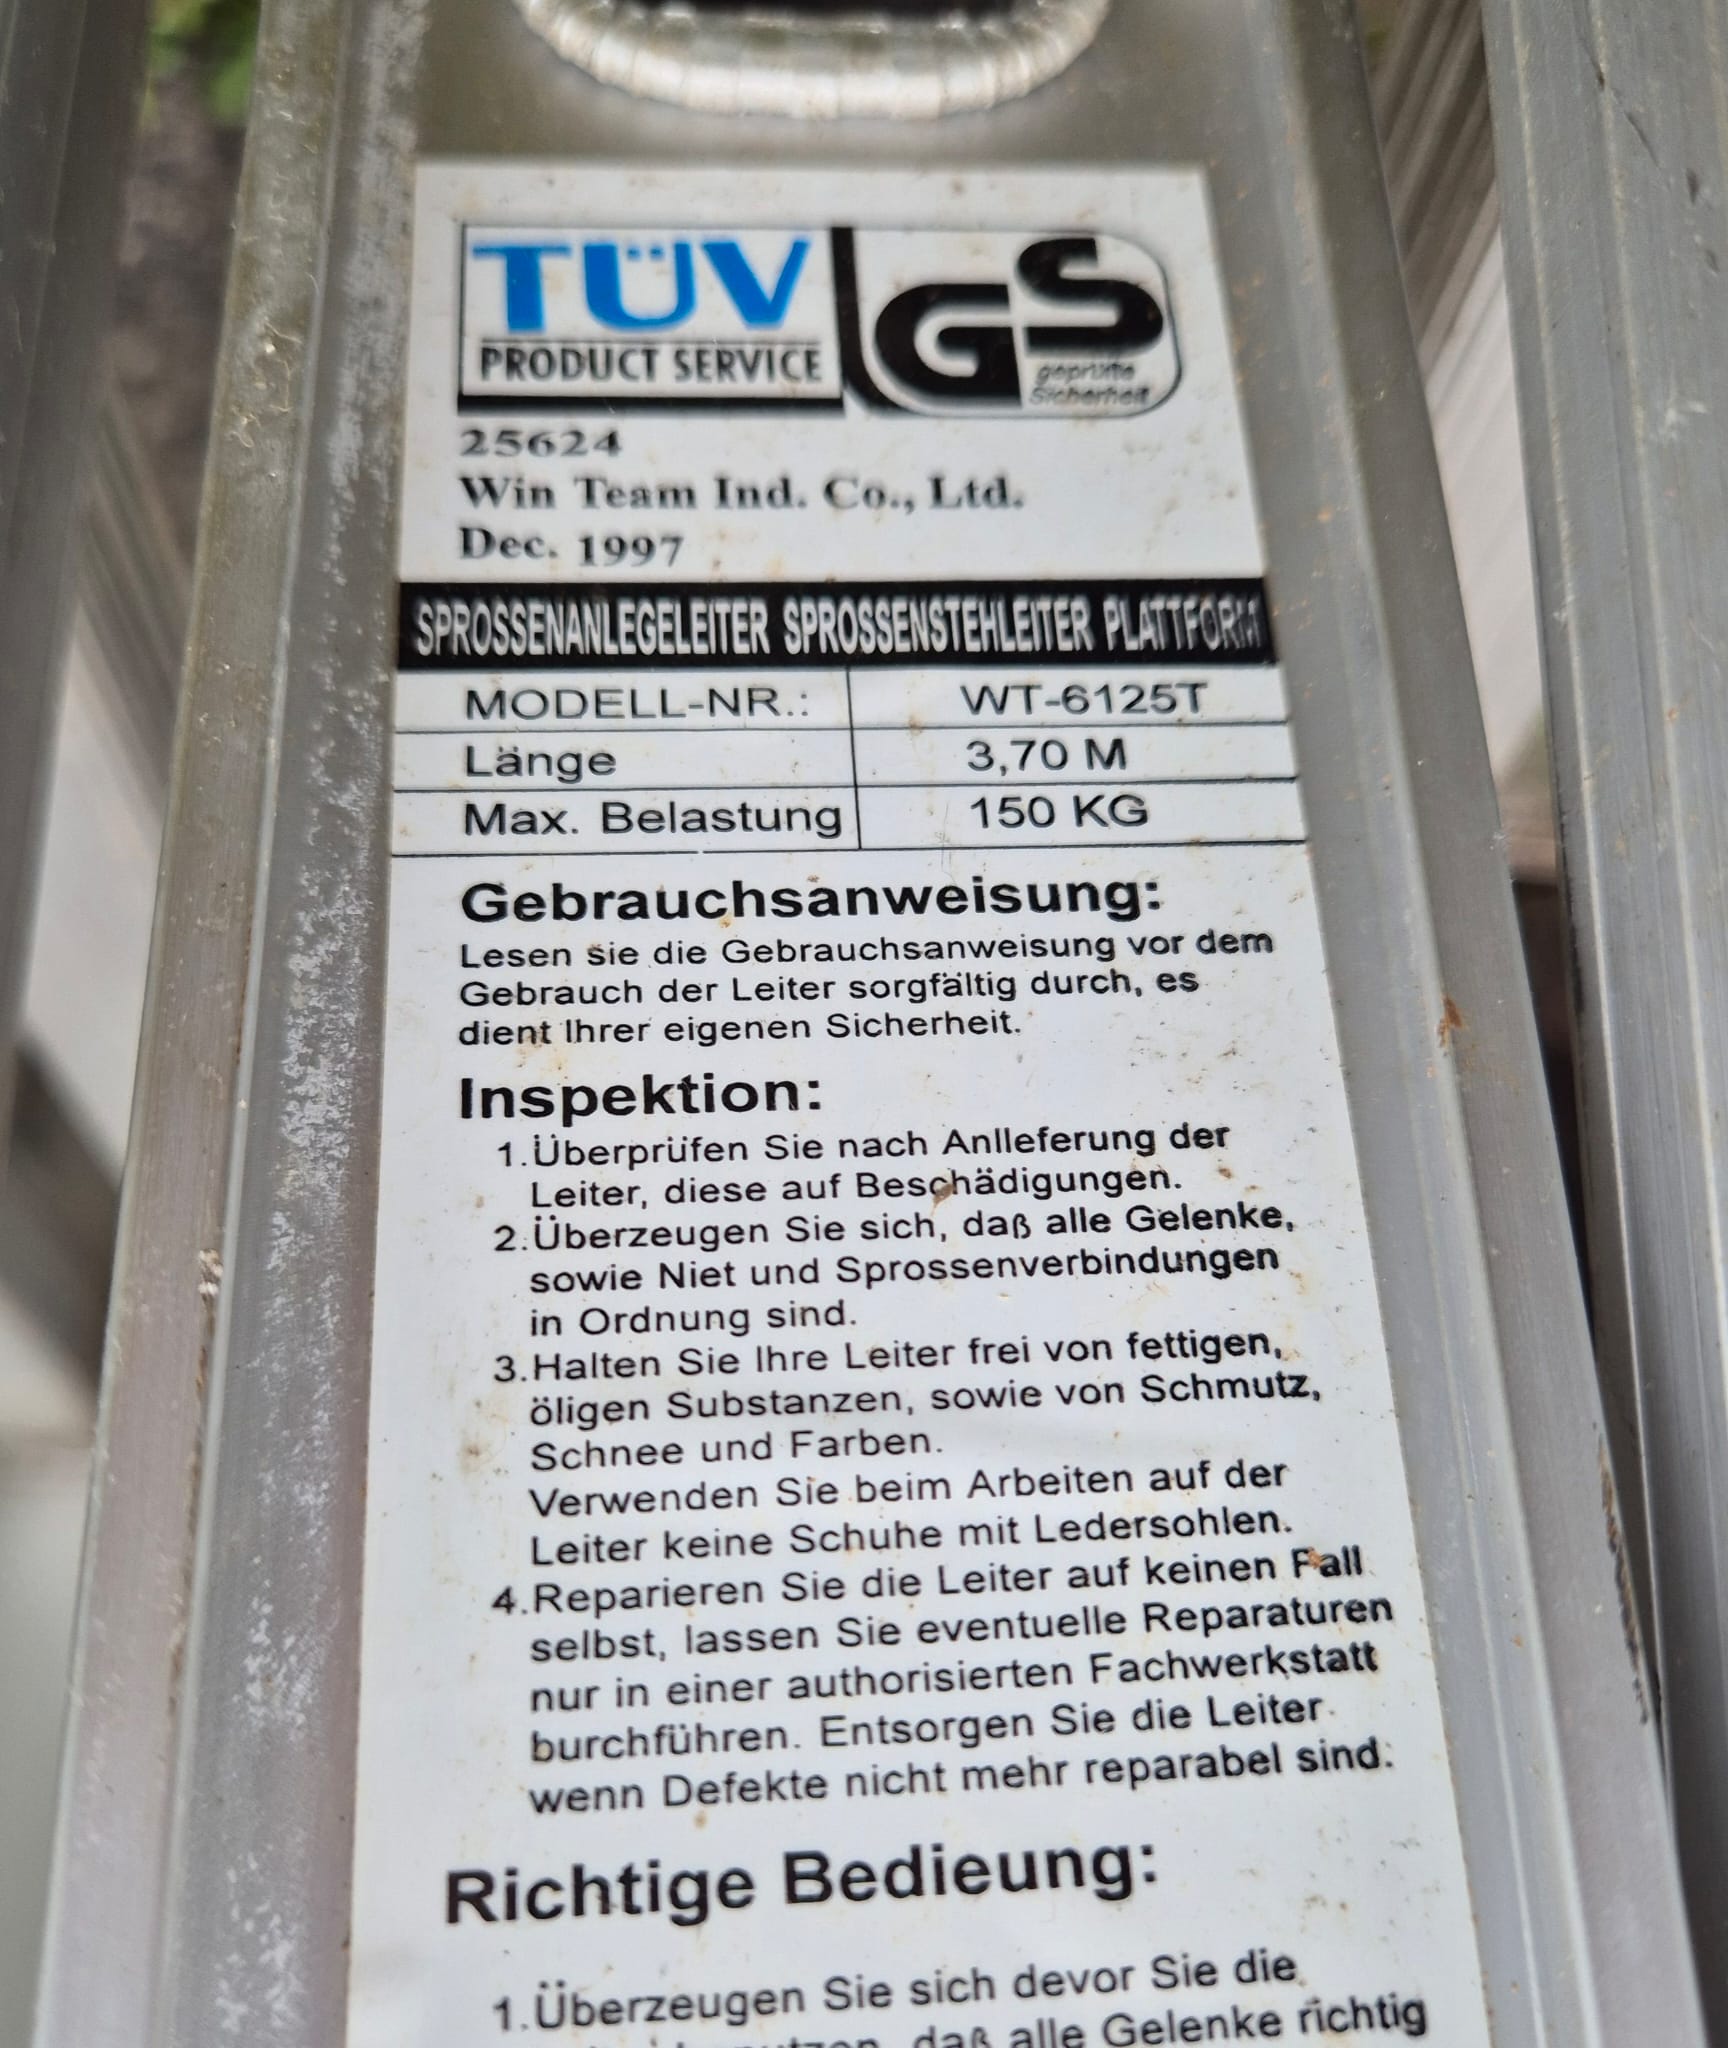 TÜV
PRODUCT SERVICE
GS
geprüfte
Sicherheit
25624
Win Team Ind. Co., Ltd.
Dec. 1997
SPROSSENANLEGELEITER SPROSSENSTEHLEITER PLATTFORM
MODELL-NR.: WT-6125T
Länge 3,70 M
Max. Belastung 150 KG
Gebrauchsanweisung:
Lesen sie die Gebrauchsanweisung vor dem
Gebrauch der Leiter sorgfältig durch, es
dient Ihrer eigenen Sicherheit.
Inspektion:
1.Überprüfen Sie nach Anlleferung der
Leiter, diese auf Beschädigungen.
2.Überzeugen Sie sich, daß alle Gelenke,
sowie Niet und Sprossenverbindungen
in Ordnung sind.
3.Halten Sie Ihre Leiter frei von fettigen,
öligen Substanzen, sowie von Schmutz,
Schnee und Farben.
Verwenden Sie beim Arbeiten auf der
Leiter keine Schuhe mit Ledersohlen.
4.Reparieren Sie die Leiter auf keinen Fall
selbst, lassen Sie eventuelle Reparaturen
nur in einer authorisierten Fachwerkstatt
burchführen. Entsorgen Sie die Leiter.
wenn Defekte nicht mehr reparabel sind.
Richtige Bedieung:
1.Überzeugen Sie sich devor Sie die
daß alle Gelenke richtig